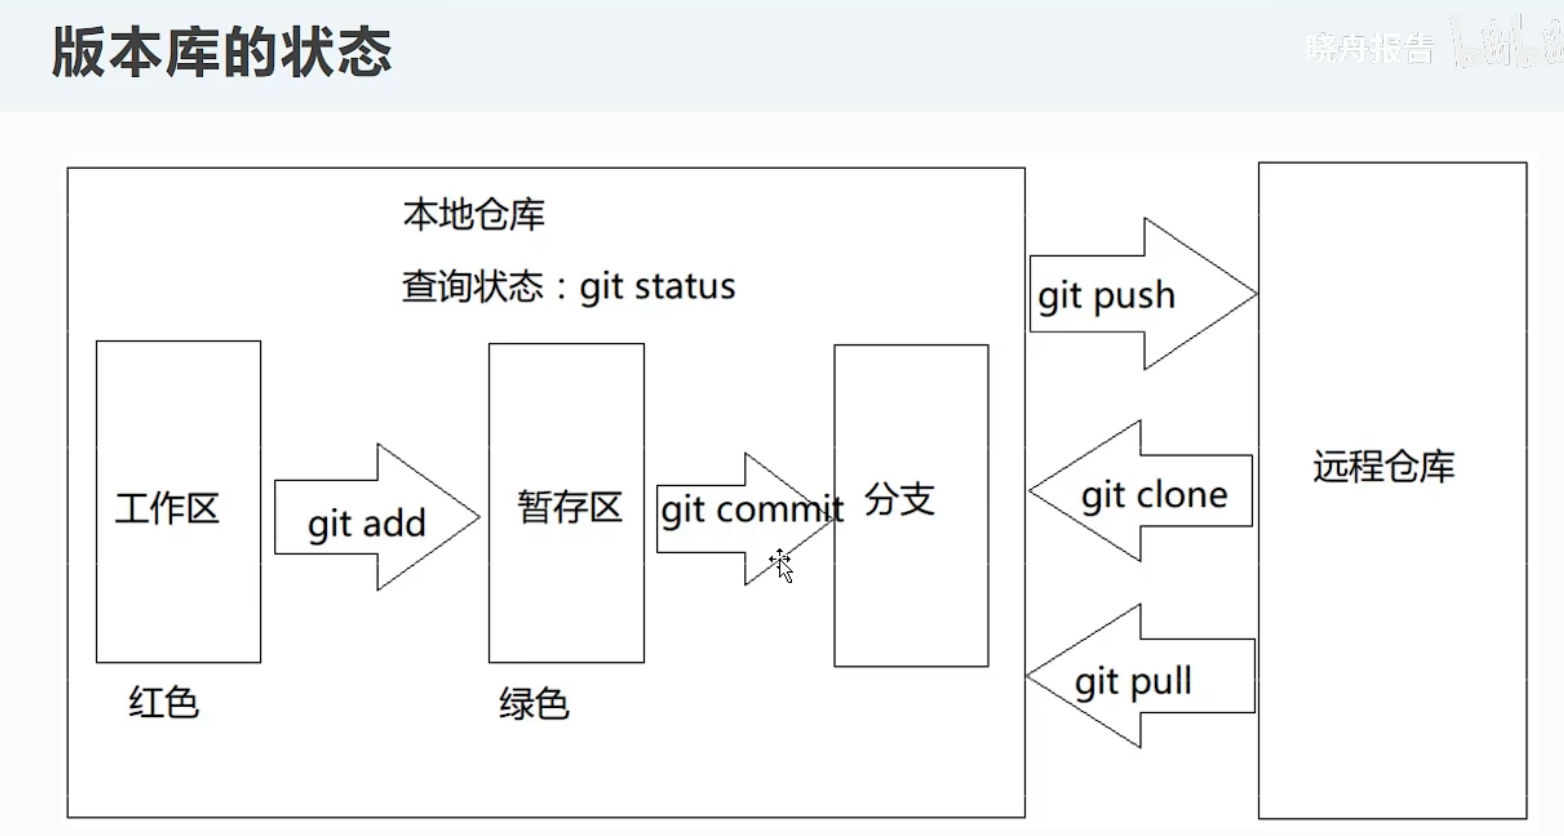 版本库的状态
晓舟报告 bilibili
本地仓库
查询状态：git status
工作区
git add
暂存区
git commit
分支
红色
绿色
git push
git clone
git pull
远程仓库